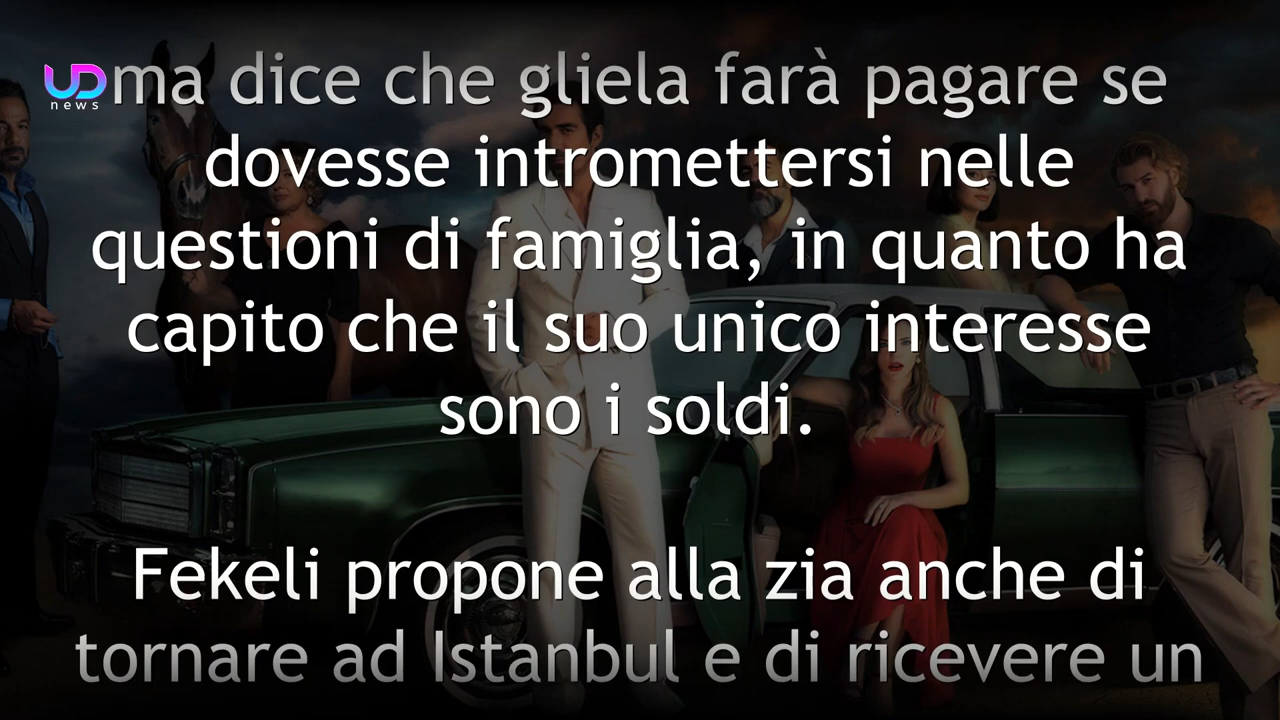 UD
news
ma dice che gliela farà pagare se
dovesse intromettersi nelle
questioni di famiglia, in quanto ha
capito che il suo unico interesse
sono i soldi.
Fekeli propone alla zia anche di
tornare ad Istanbul e di ricevere un